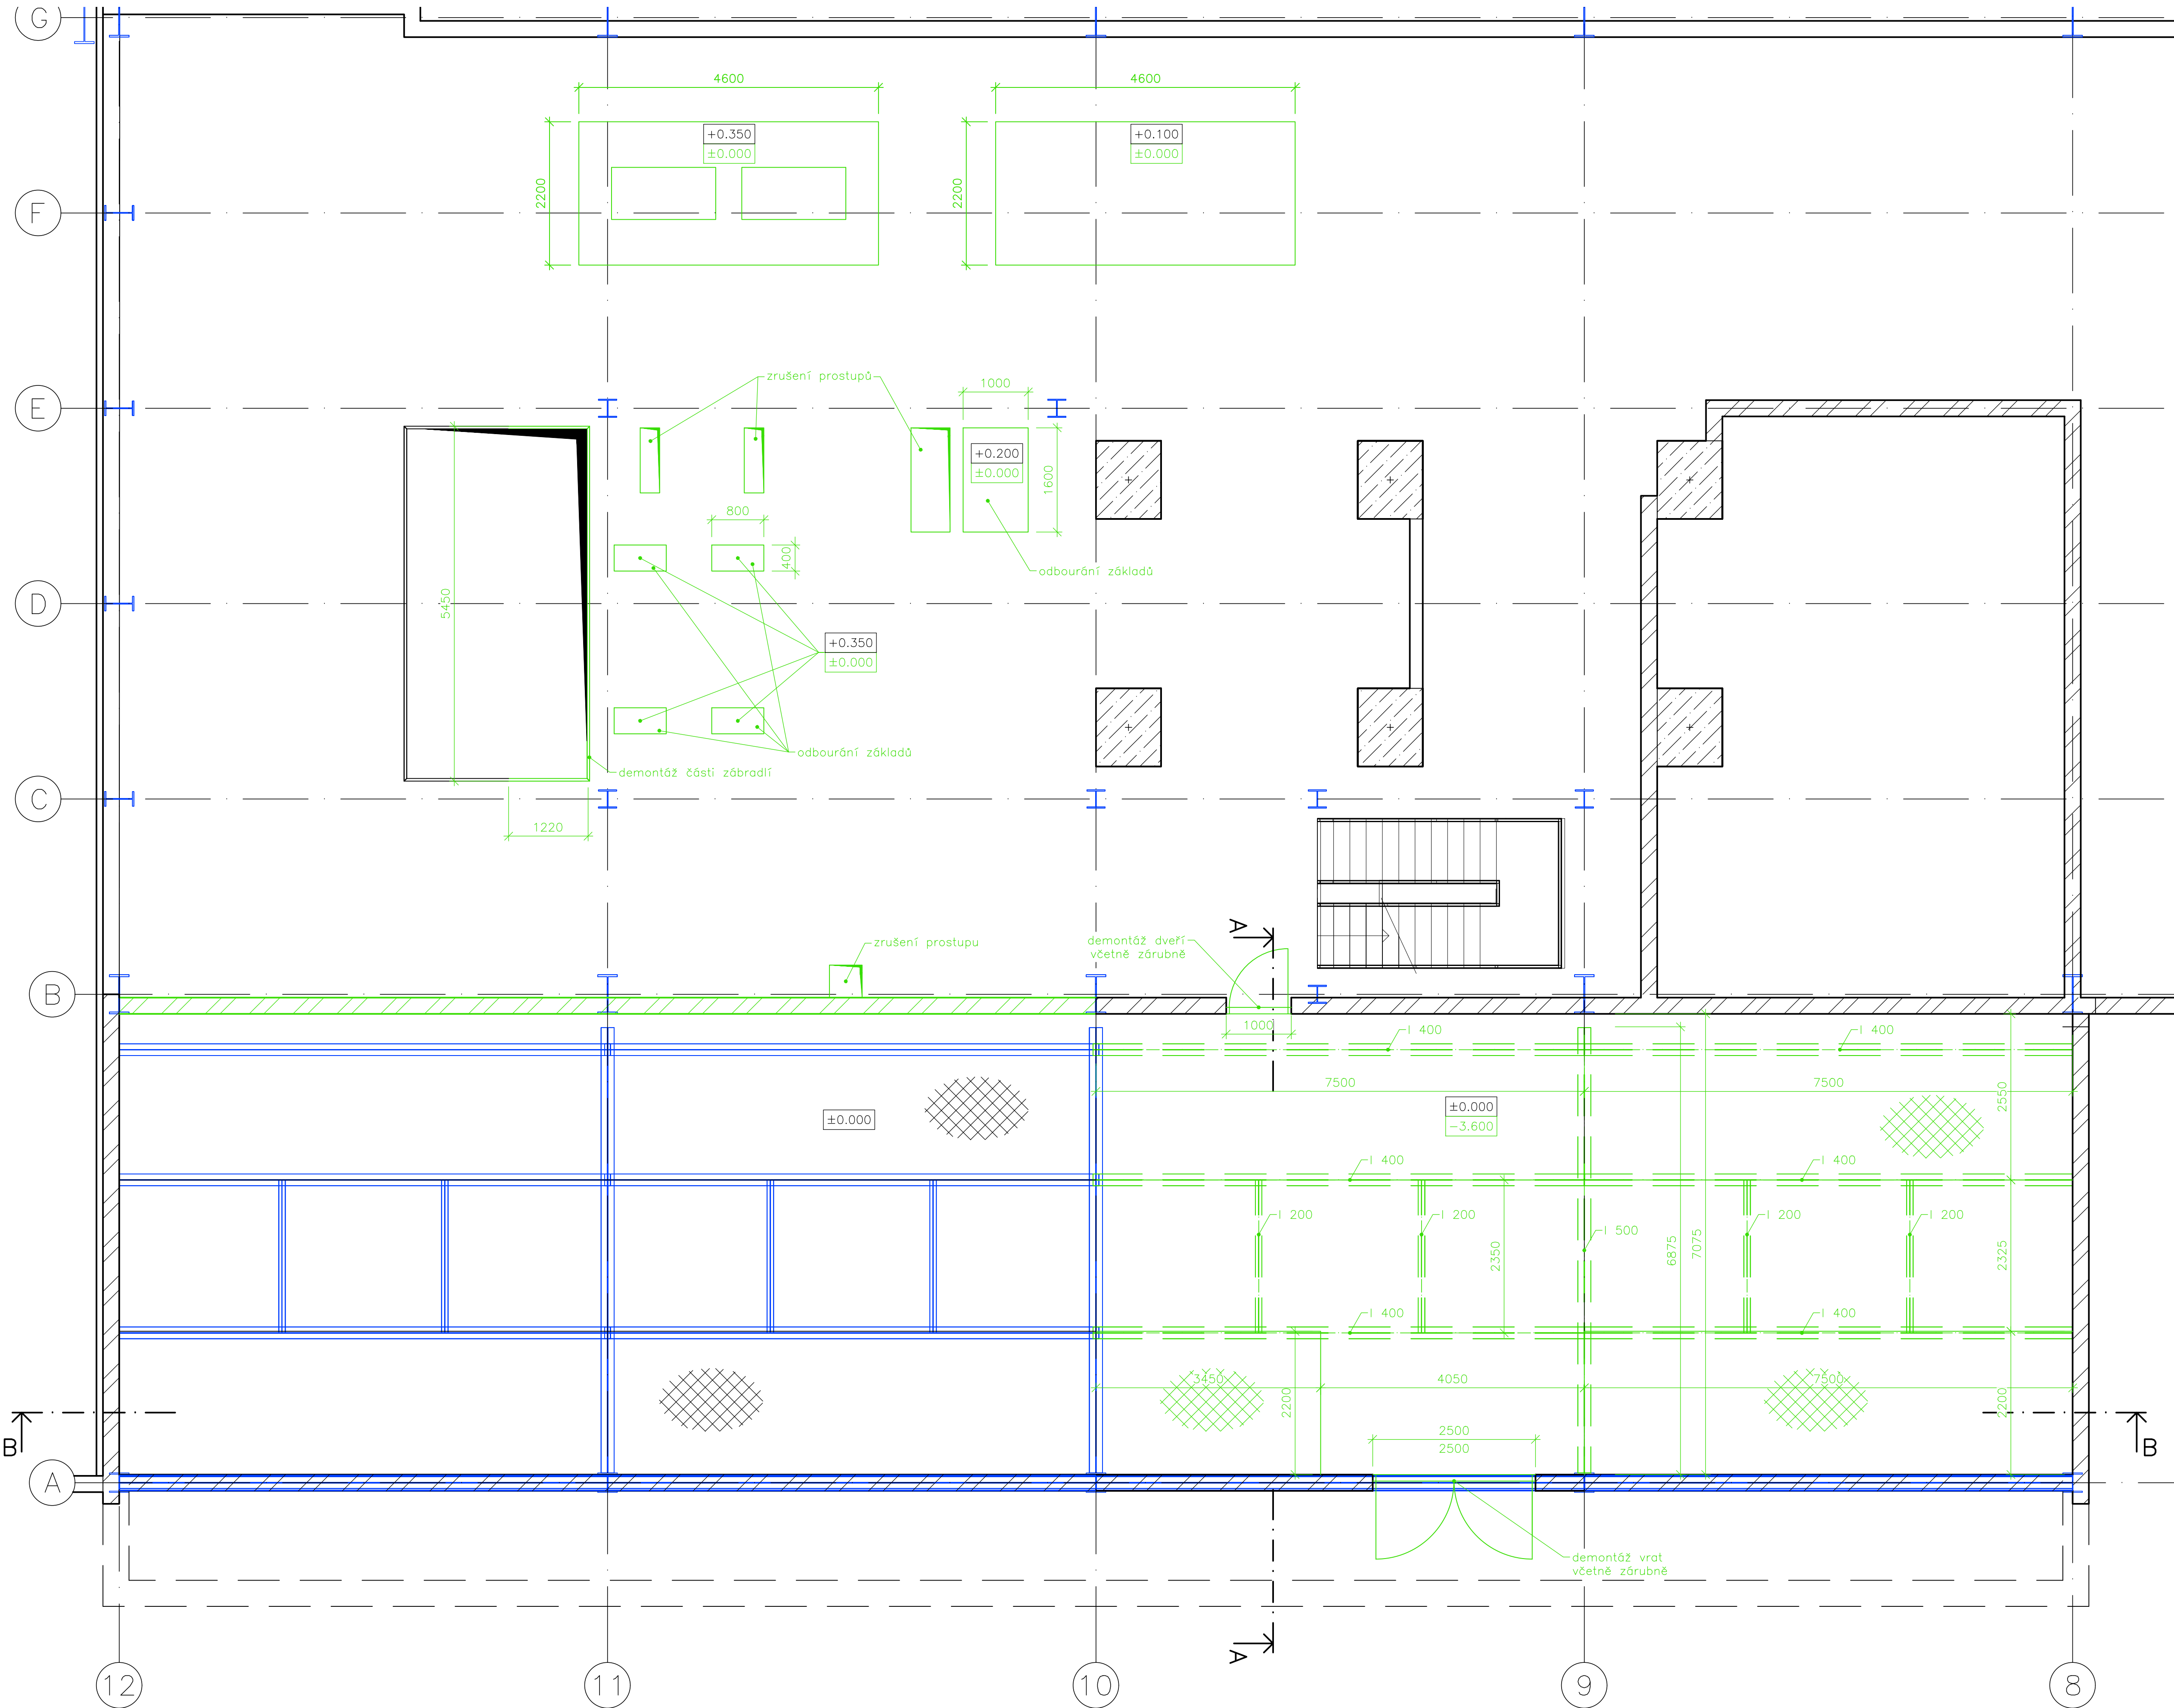 G
4600
4600
+0.350
±0.000
+0.100
±0.000
2200
2200
F
zrušení prostupů
1000
E
+0.200
±0.000
1600
800
400
odbourání základů
D
5450
+0.350
±0.000
odbourání základů
demontáž části zábradlí
C
1220
A
zrušení prostupu
demontáž dveří
včetně zárubně
B
1000
I 400
I 400
7500
7500
2550
±0.000
±0.000
-3.600
I 400
I 400
I 200
I 200
I 200
I 200
I 500
2350
6875
7075
2325
I 400
I 400
3450
4050
7500
2200
2200
B
2500
2500
B
A
demontáž vrat
včetně zárubně
A
12
11
10
9
8